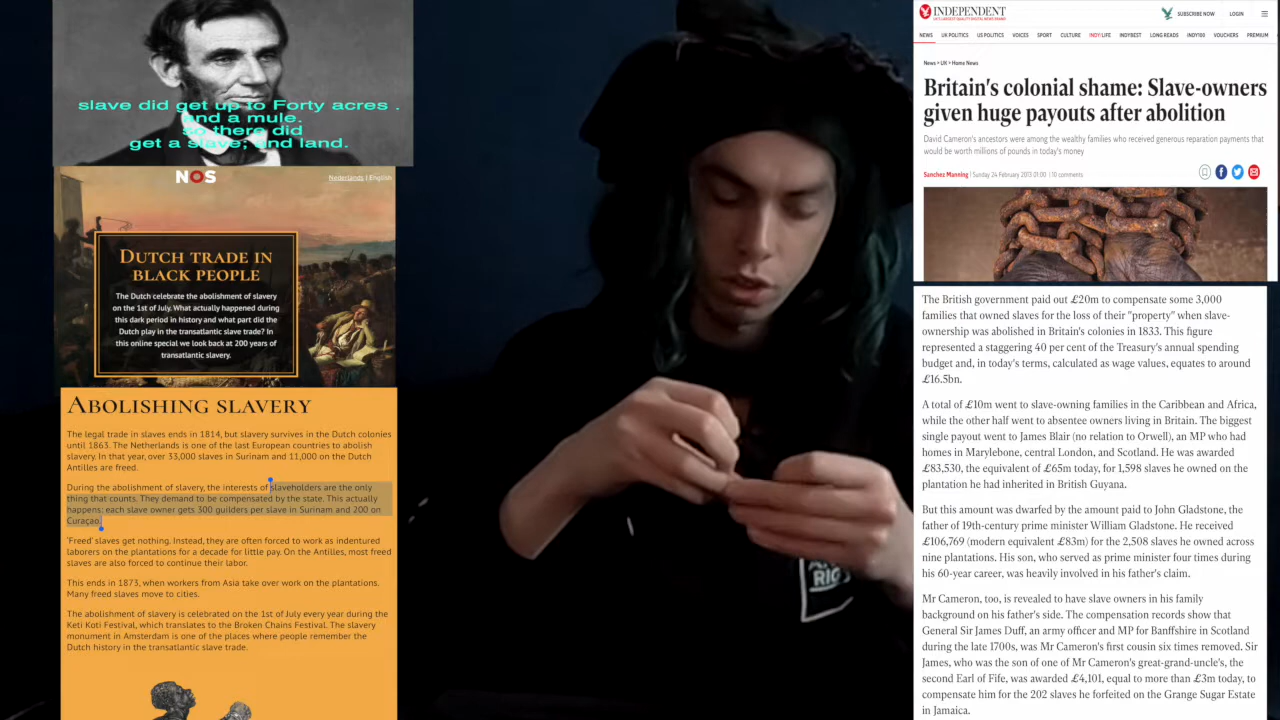 slave did get up to Forty acres .
and a mule.
so there did
get a slave; und land.
NOS
Nederlands | English
DUTCH TRADE IN
BLACK PEOPLE
The Dutch celebrate the abolishment of slavery
on the 1st of July. What actually happened during
this dark period in history and what part did the
Dutch play in the transatlantic slave trade? In
this online special we look back at 200 years of
transatlantic slavery.
ABOLISHING SLAVERY
The legal trade in slaves ends in 1814, but slavery survives in the Dutch colonies
until 1863. The Netherlands is one of the last European countries to abolish
slavery. In that year, over 33,000 slaves in Surinam and 11,000 on the Dutch
Antilles are freed.
During the abolishment of slavery, the interests of slaveholders are the only
thing that counts. They demand to be compensated by the state. This actually
happens: each slave owner gets 300 guilders per slave in Surinam and 200 on
Curaçao.
'Freed' slaves get nothing. Instead, they are often forced to work as indentured
laborers on the plantations for a decade for little pay. On the Antilles, most freed
slaves are also forced to continue their labor.
This ends in 1873, when workers from Asia take over work on the plantations.
Many freed slaves move to cities.
The abolishment of slavery is celebrated on the 1st of July every year during the
Keti Koti Festival, which translates to the Broken Chains Festival. The slavery
monument in Amsterdam is one of the places where people remember the
Dutch history in the transatlantic slave trade.
INDEPENDENT
SUBSCRIBE NOW LOGIN
NEWS UK POLITICS US POLITICS VOICES SPORT CULTURE INDY/LIFE INDYBEST LONG READS INDY100 VOUCHERS PREMIUM
News > UK > Home News
Britain's colonial shame: Slave-owners
given huge payouts after abolition
David Cameron's ancestors were among the wealthy families who received generous reparation payments that
would be worth millions of pounds in today's money
Sanchez Manning | Sunday 24 February 2013 01:00 | 10 comments
The British government paid out £20m to compensate some 3,000
families that owned slaves for the loss of their "property" when slave-
ownership was abolished in Britain's colonies in 1833. This figure
represented a staggering 40 per cent of the Treasury's annual spending
budget and, in today's terms, calculated as wage values, equates to around
£16.5bn.
A total of £10m went to slave-owning families in the Caribbean and Africa,
while the other half went to absentee owners living in Britain. The biggest
single payout went to James Blair (no relation to Orwell), an MP who had
homes in Marylebone, central London, and Scotland. He was awarded
£83,530, the equivalent of £65m today, for 1,598 slaves he owned on the
plantation he had inherited in British Guyana.
But this amount was dwarfed by the amount paid to John Gladstone, the
father of 19th-century prime minister William Gladstone. He received
£106,769 (modern equivalent £83m) for the 2,508 slaves he owned across
nine plantations. His son, who served as prime minister four times during
his 60-year career, was heavily involved in his father's claim.
Mr Cameron, too, is revealed to have slave owners in his family
background on his father's side. The compensation records show that
General Sir James Duff, an army officer and MP for Banffshire in Scotland
during the late 1700s, was Mr Cameron's first cousin six times removed. Sir
James, who was the son of one of Mr Cameron's great-grand-uncle's, the
second Earl of Fife, was awarded £4,101, equal to more than £3m today, to
compensate him for the 202 slaves he forfeited on the Grange Sugar Estate
in Jamaica.